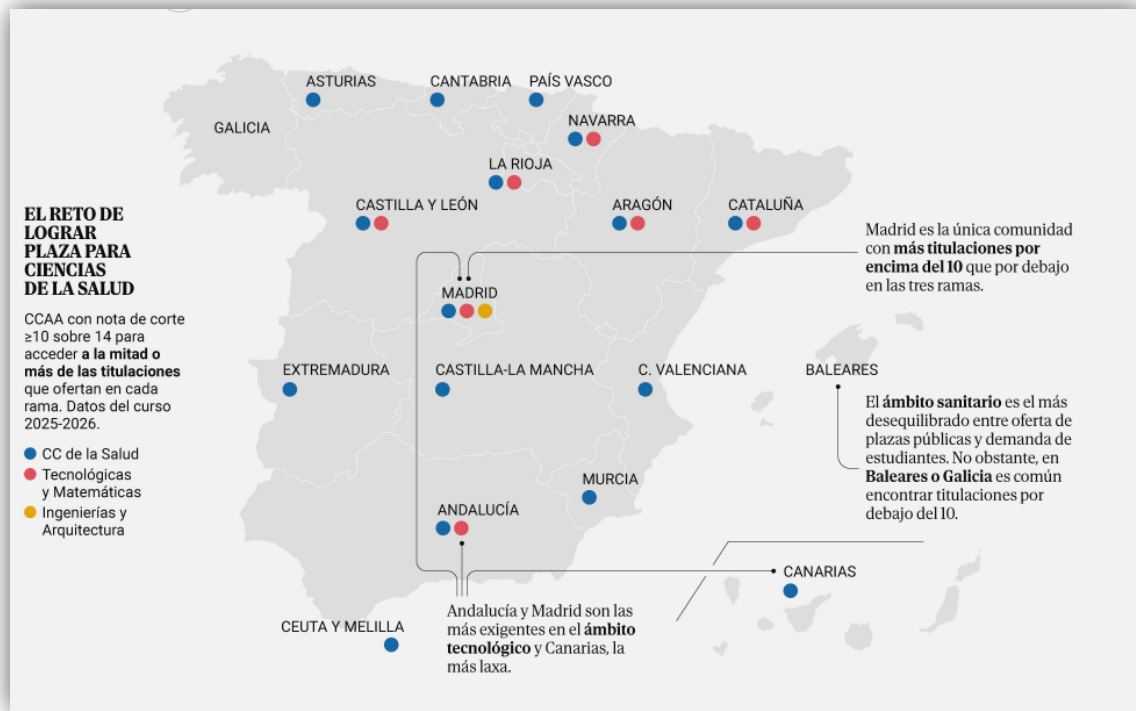 ASTURIAS
CANTABRIA
PAÍS VASCO
GALICIA
NAVARRA
LA RIOJA
CASTILLA Y LEÓN
ARAGÓN
CATALUÑA
EL RETO DE
LOGRAR
PLAZA PARA
CIENCIAS
DE LA SALUD
CCAA con nota de corte
≥10 sobre 14 para
acceder a la mitad o
más de las titulaciones
que ofertan en cada
rama. Datos del curso
2025-2026.
CC de la Salud
Tecnológicas
y Matemáticas
Ingenierías y
Arquitectura
Madrid es la única comunidad
con más titulaciones por
encima del 10 que por debajo
en las tres ramas.
MADRID
EXTREMADURA
CASTILLA-LA MANCHA
C. VALENCIANA
BALEARES
El ámbito sanitario es el más
desequilibrado entre oferta de
plazas públicas y demanda de
estudiantes. No obstante, en
Baleares o Galicia es común
encontrar titulaciones por
debajo del 10.
MURCIA
ANDALUCÍA
CANARIAS
Andalucía y Madrid son las
más exigentes en el ámbito
tecnológico y Canarias, la
más laxa.
CEUTA Y MELILLA